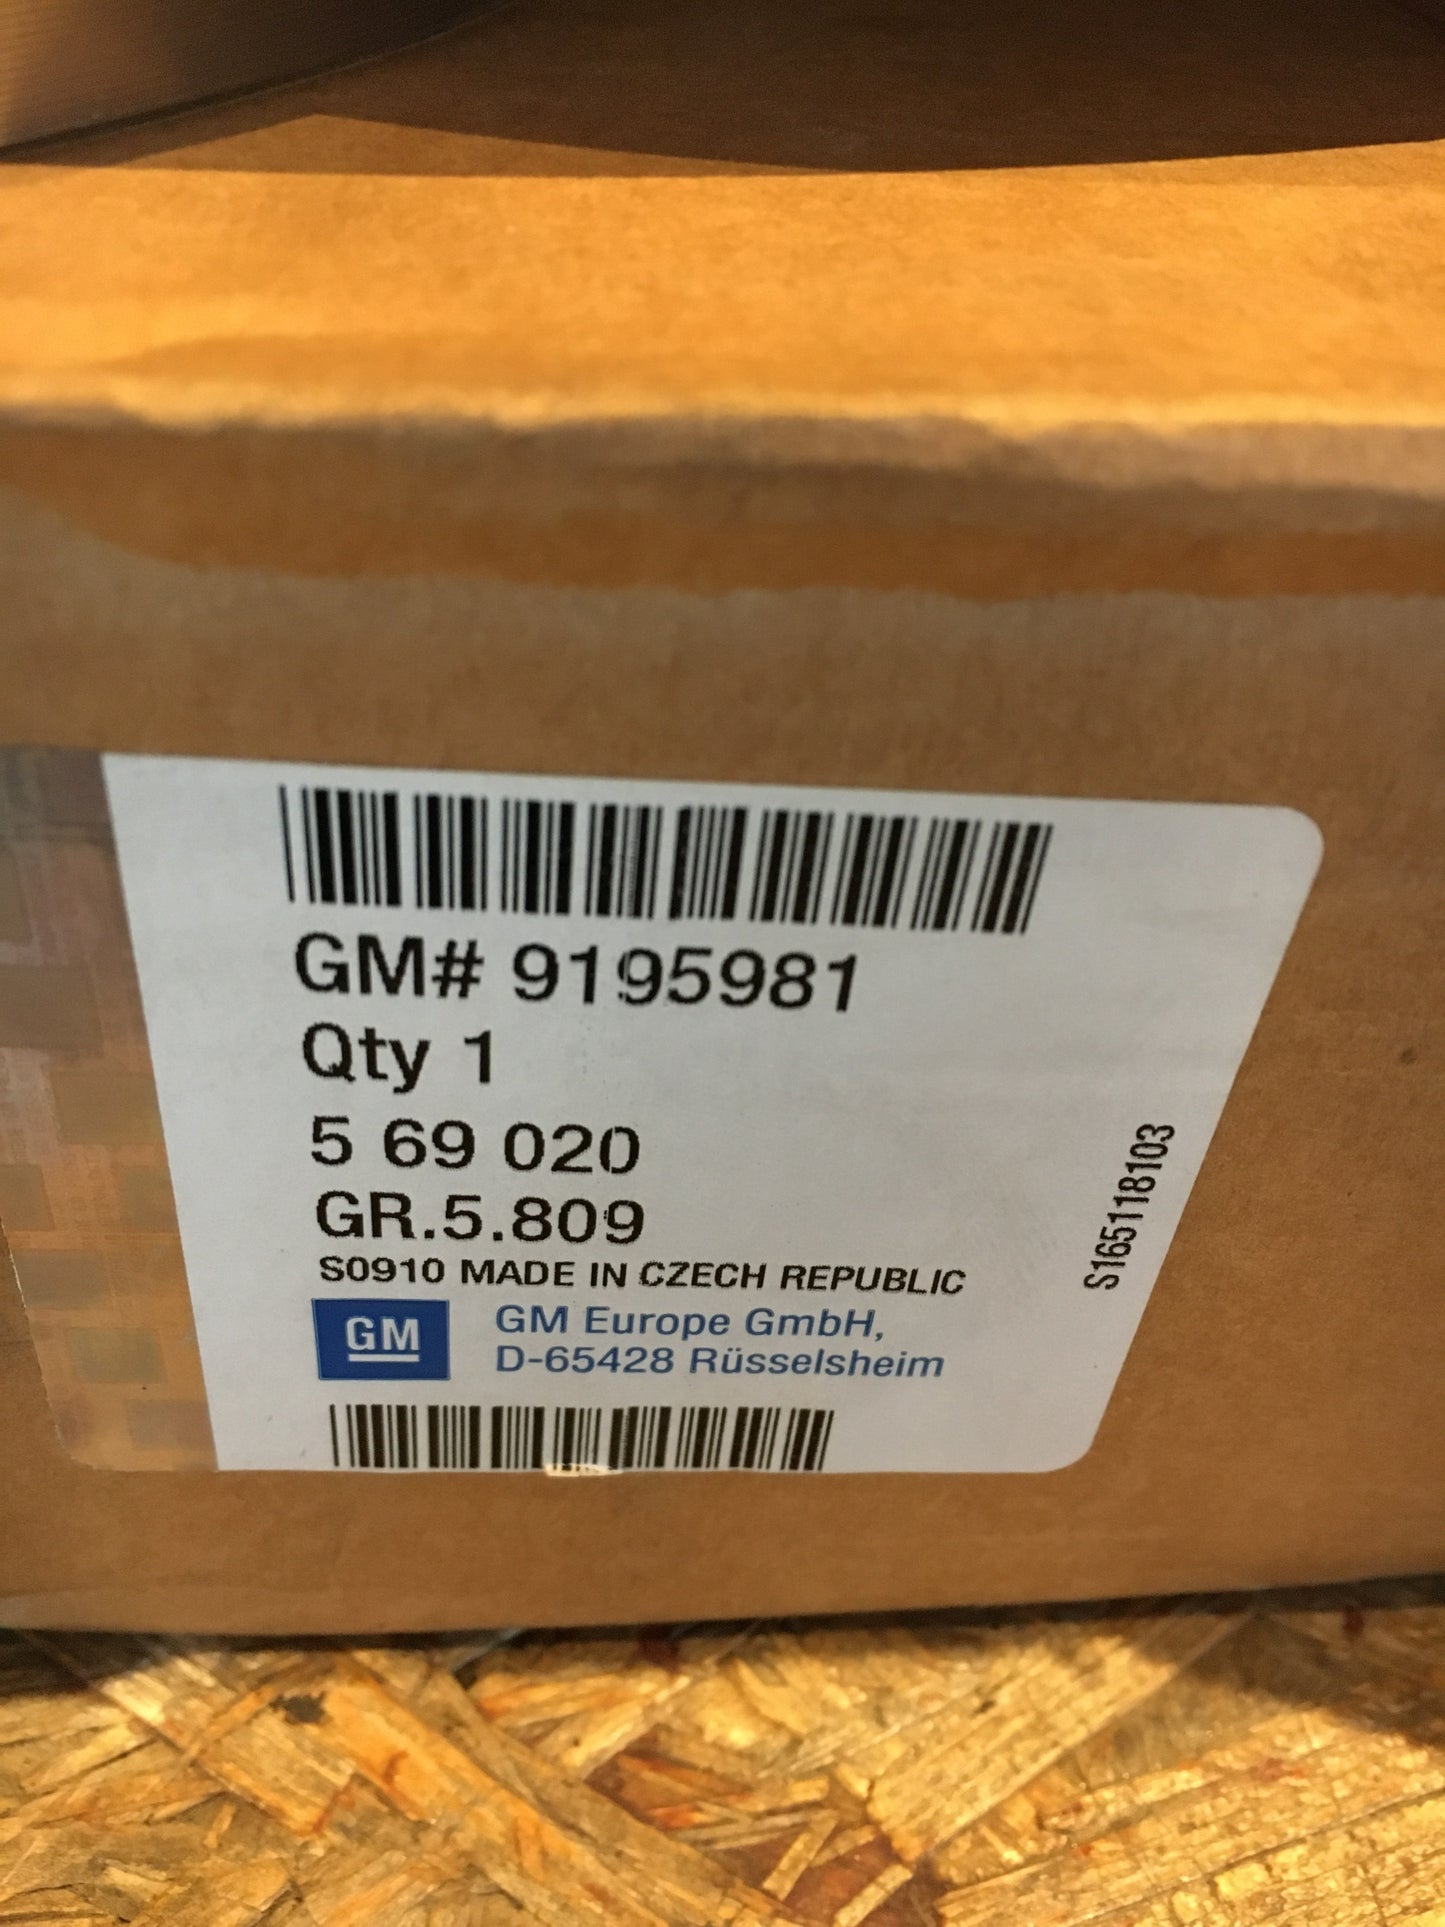 GM# 9195981
Qty 1
5 69 020
GR.5.809
S0910 MADE IN CZECH REPUBLIC
GM
GM Europe GmbH,
D-65428 Rüsselsheim
S165118103